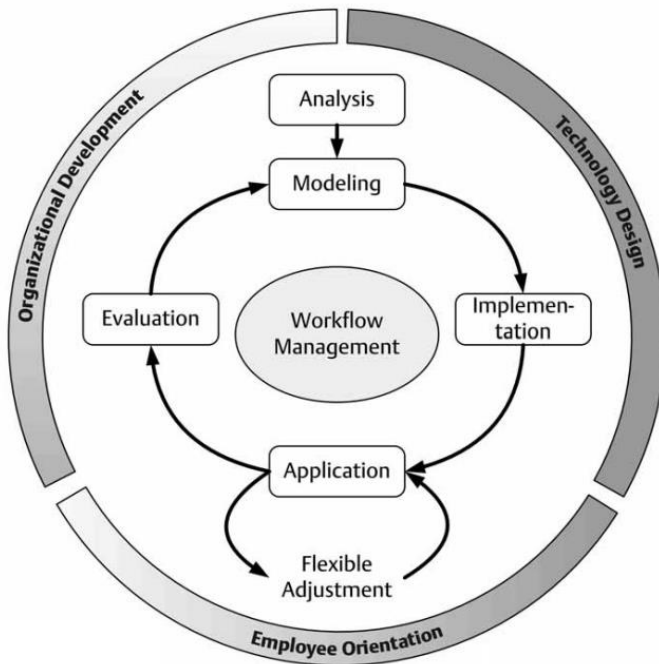 Analysis
Modeling
Organizational Development
Technology Design
Evaluation
Workflow
Management
Implemen-
tation
Application
Flexible
Adjustment
Employee Orientation